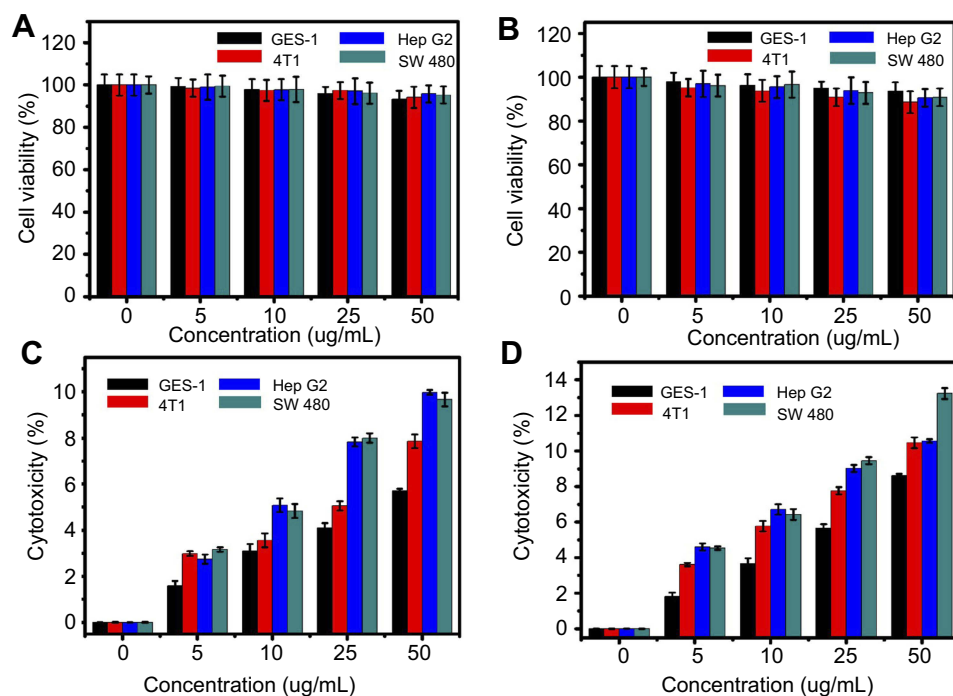 A
120
100
80
60
40
20
0
Cell viability (%)
GES-1
4T1
Hep G2
SW 480
0 5 10 25 50
Concentration (ug/mL)
B
120
100
80
60
40
20
0
Cell viability (%)
GES-1
4T1
Hep G2
SW 480
0 5 10 25 50
Concentration (ug/mL)
C
10
8
6
4
2
0
Cytotoxicity (%)
GES-1
4T1
Hep G2
SW 480
0 5 10 25 50
Concentration (ug/mL)
D
14
12
10
8
6
4
2
0
Cytotoxicity (%)
GES-1
4T1
Hep G2
SW 480
0 5 10 25 50
Concentration (ug/mL)